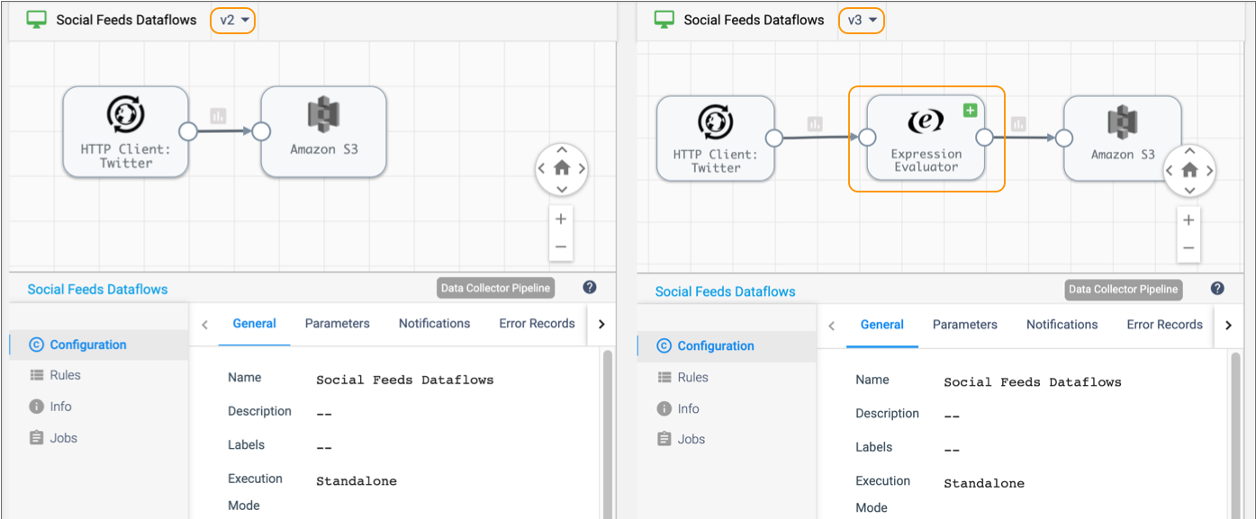 Social Feeds Dataflows v2
HTTP Client:
Twitter
Amazon S3
Social Feeds Dataflows Data Collector Pipeline ?
General Parameters Notifications Error Records
Configuration
Rules
Info
Jobs
Name Social Feeds Dataflows
Description --
Labels --
Execution Standalone
Mode
Social Feeds Dataflows v3
HTTP Client:
Twitter
(e)
Expression
Evaluator
Amazon S3
Social Feeds Dataflows Data Collector Pipeline ?
General Parameters Notifications Error Records
Configuration
Rules
Info
Jobs
Name Social Feeds Dataflows
Description --
Labels --
Execution Standalone
Mode